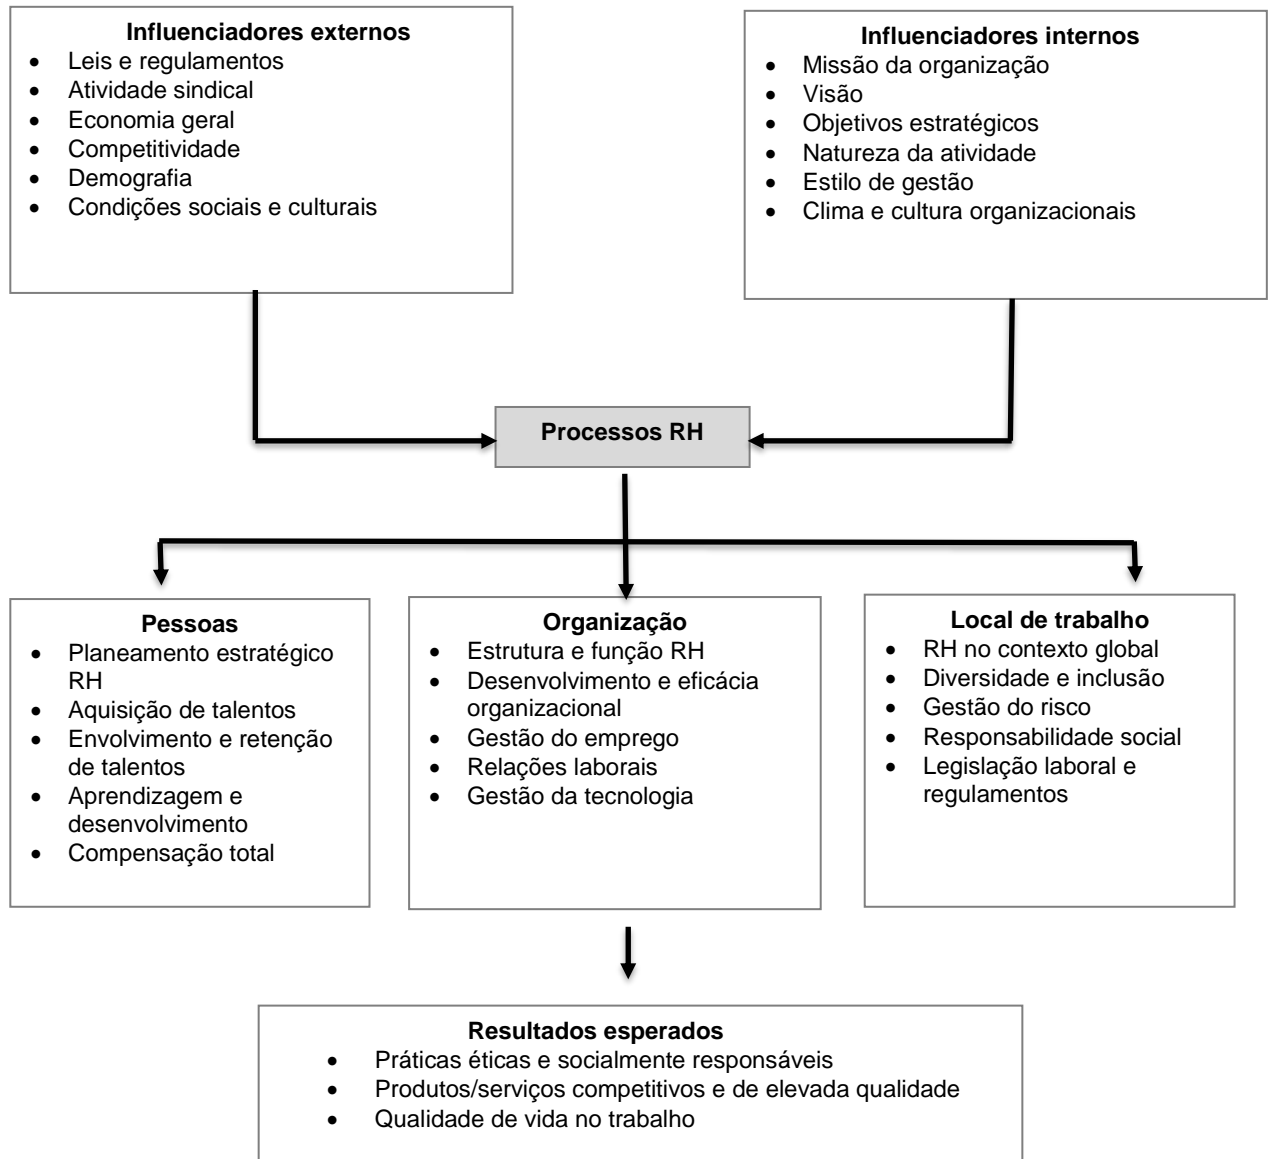 Influenciadores externos
• Leis e regulamentos
• Atividade sindical
• Economia geral
• Competitividade
• Demografia
• Condições sociais e culturais
Influenciadores internos
• Missão da organização
• Visão
• Objetivos estratégicos
• Natureza da atividade
• Estilo de gestão
• Clima e cultura organizacionais
Processos RH
Pessoas
• Planeamento estratégico
RH
• Aquisição de talentos
• Envolvimento e retenção
de talentos
• Aprendizagem e
desenvolvimento
• Compensação total
Organização
• Estrutura e função RH
• Desenvolvimento e eficácia
organizacional
• Gestão do emprego
• Relações laborais
• Gestão da tecnologia
Local de trabalho
• RH no contexto global
• Diversidade e inclusão
• Gestão do risco
• Responsabilidade social
• Legislação laboral e
regulamentos
Resultados esperados
• Práticas éticas e socialmente responsáveis
• Produtos/serviços competitivos e de elevada qualidade
• Qualidade de vida no trabalho